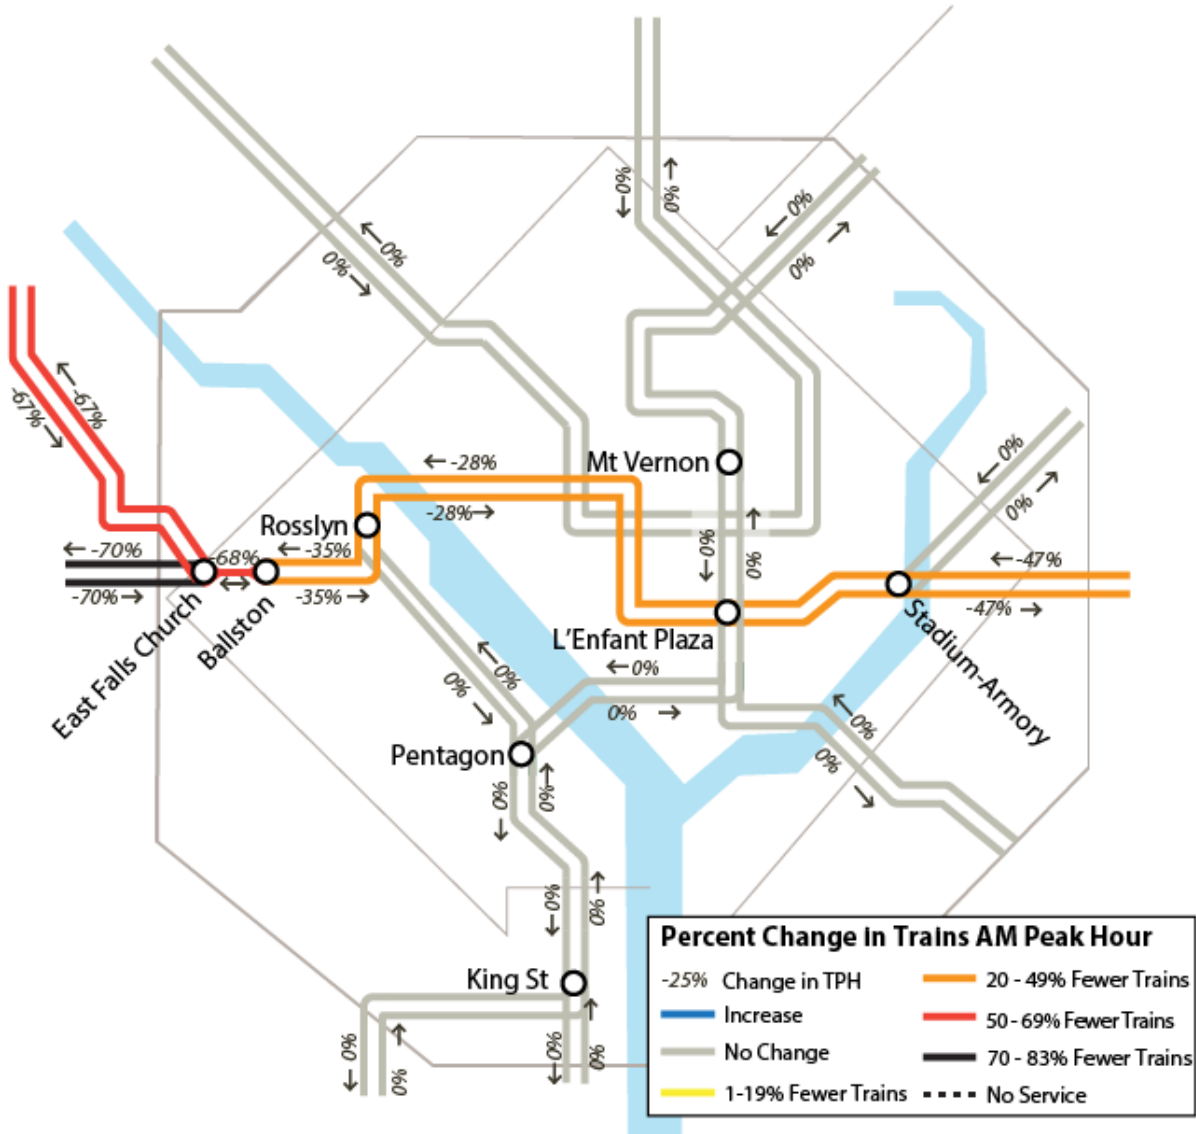 ←0%
0%→
←0%
0%→
←0%
0%→
←0%
0%→
←-67%
-67%→
←-28%
-28%→
Mt Vernon
Rosslyn
←-35%
-35%→
←-70%
-70%→
-68%
↔
East Falls Church
Ballston
←0%
0%→
L'Enfant Plaza
←-47%
-47%→
Stadium-Armory
←0%
0%→
←0%
0%→
←0%
0%→
Pentagon
←0%
0%→
←0%
0%→
King St
←0%
0%→
←0%
0%→
Percent Change in Trains AM Peak Hour
-25% Change in TPH
Increase
No Change
1-19% Fewer Trains
20 - 49% Fewer Trains
50 - 69% Fewer Trains
70 - 83% Fewer Trains
No Service